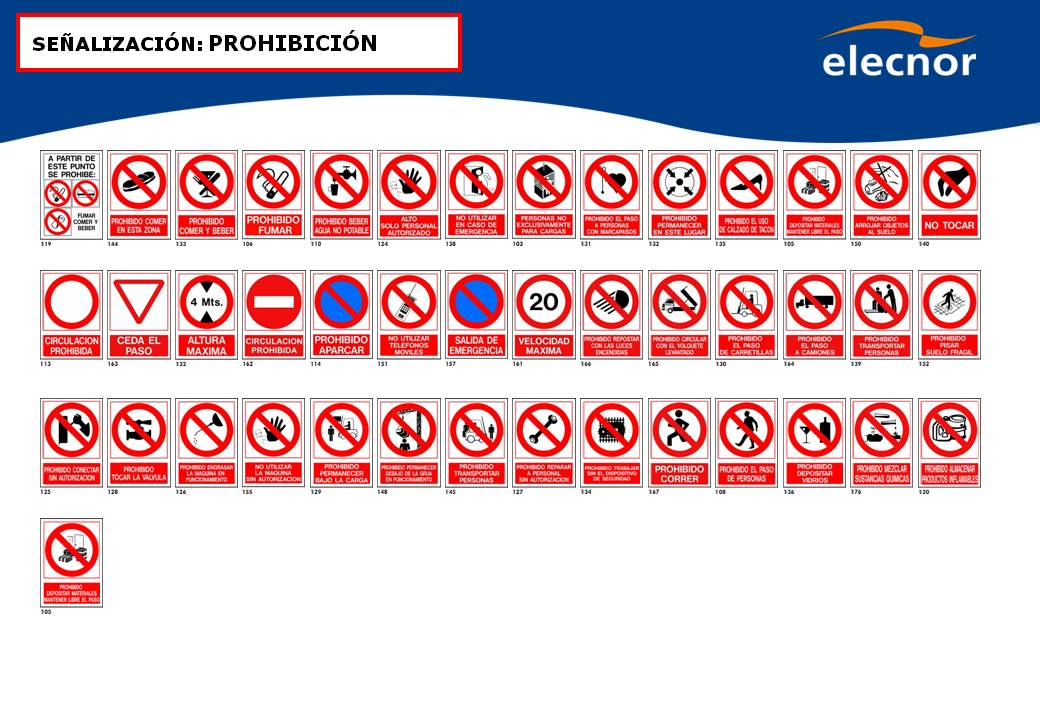 SEÑALIZACIÓN: PROHIBICIÓN
elecnor
A PARTIR DE
ESTE PUNTO
SE PROHIBE:
FUMAR
COMER Y
BEBER
119
PROHIBIDO COMER
EN ESTA ZONA
144
PROHIBIDO
COMER Y BEBER
133
PROHIBIDO
FUMAR
106
PROHIBIDO BEBER
AGUA NO POTABLE
110
ALTO
SOLO PERSONAL
AUTORIZADO
124
NO UTILIZAR
EN CASO DE
EMERGENCIA
138
PERSONAS NO
EXCLUSIVAMENTE
PARA CARGAS
103
PROHIBIDO EL PASO
A PERSONAS
CON MARCAPASOS
131
PROHIBIDO
PERMANECER
EN ESTE LUGAR
132
PROHIBIDO EL USO
DE CALZADO DE TACON
135
PROHIBIDO
DEPOSITAR MATERIALES
MANTENER LIBRE EL PASO
105
PROHIBIDO
ARROJAR OBJETOS
AL SUELO
150
NO TOCAR
140
CIRCULACION
PROHIBIDA
113
CEDA EL
PASO
163
4 Mts.
ALTURA
MAXIMA
122
CIRCULACION
PROHIBIDA
162
PROHIBIDO
APARCAR
114
NO UTILIZAR
TELEFONOS
MOVILES
151
SALIDA DE
EMERGENCIA
157
20
VELOCIDAD
MAXIMA
161
PROHIBIDO REPOSTAR
CON LAS LUCES
ENCENDIDAS
166
PROHIBIDO CIRCULAR
CON EL VOLQUETE
LEVANTADO
165
PROHIBIDO
EL PASO
DE CARRETILLAS
130
PROHIBIDO
EL PASO
A CAMIONES
164
PROHIBIDO
TRANSPORTAR
PERSONAS
139
PROHIBIDO
PISAR
SUELO FRAGIL
152
PROHIBIDO CONECTAR
SIN AUTORIZACION
125
PROHIBIDO
TOCAR LA VALVULA
128
PROHIBIDO ENGRASAR
LA MAQUINA EN
FUNCIONAMIENTO
126
NO UTILIZAR
LA MAQUINA
SIN AUTORIZACION
155
PROHIBIDO
PERMANECER
BAJO LA CARGA
129
PROHIBIDO PERMANECER
DEBAJO DE LA GRUA
EN FUNCIONAMIENTO
148
PROHIBIDO
TRANSPORTAR
PERSONAS
145
PROHIBIDO REPARAR
A PERSONAL
SIN AUTORIZACION
127
PROHIBIDO TRABAJAR
SIN EL DISPOSITIVO
DE SEGURIDAD
134
PROHIBIDO
CORRER
167
PROHIBIDO EL PASO
DE PERSONAS
108
PROHIBIDO
DEPOSITAR
VIDRIOS
136
PROHIBIDO MEZCLAR
SUSTANCIAS QUIMICAS
176
PROHIBIDO ALMACENAR
PRODUCTOS INFLAMABLES
120
PROHIBIDO
DEPOSITAR MATERIALES
MANTENER LIBRE EL PASO
105